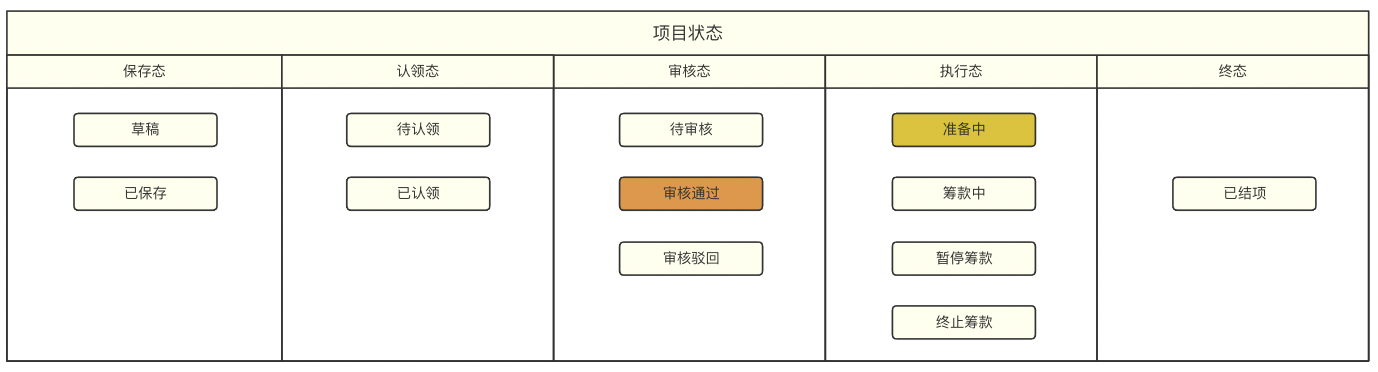 项目状态
保存态
认领态
审核态
执行态
终态
草稿
待认领
待审核
准备中
已保存
已认领
审核通过
筹款中
已结项
审核驳回
暂停筹款
终止筹款